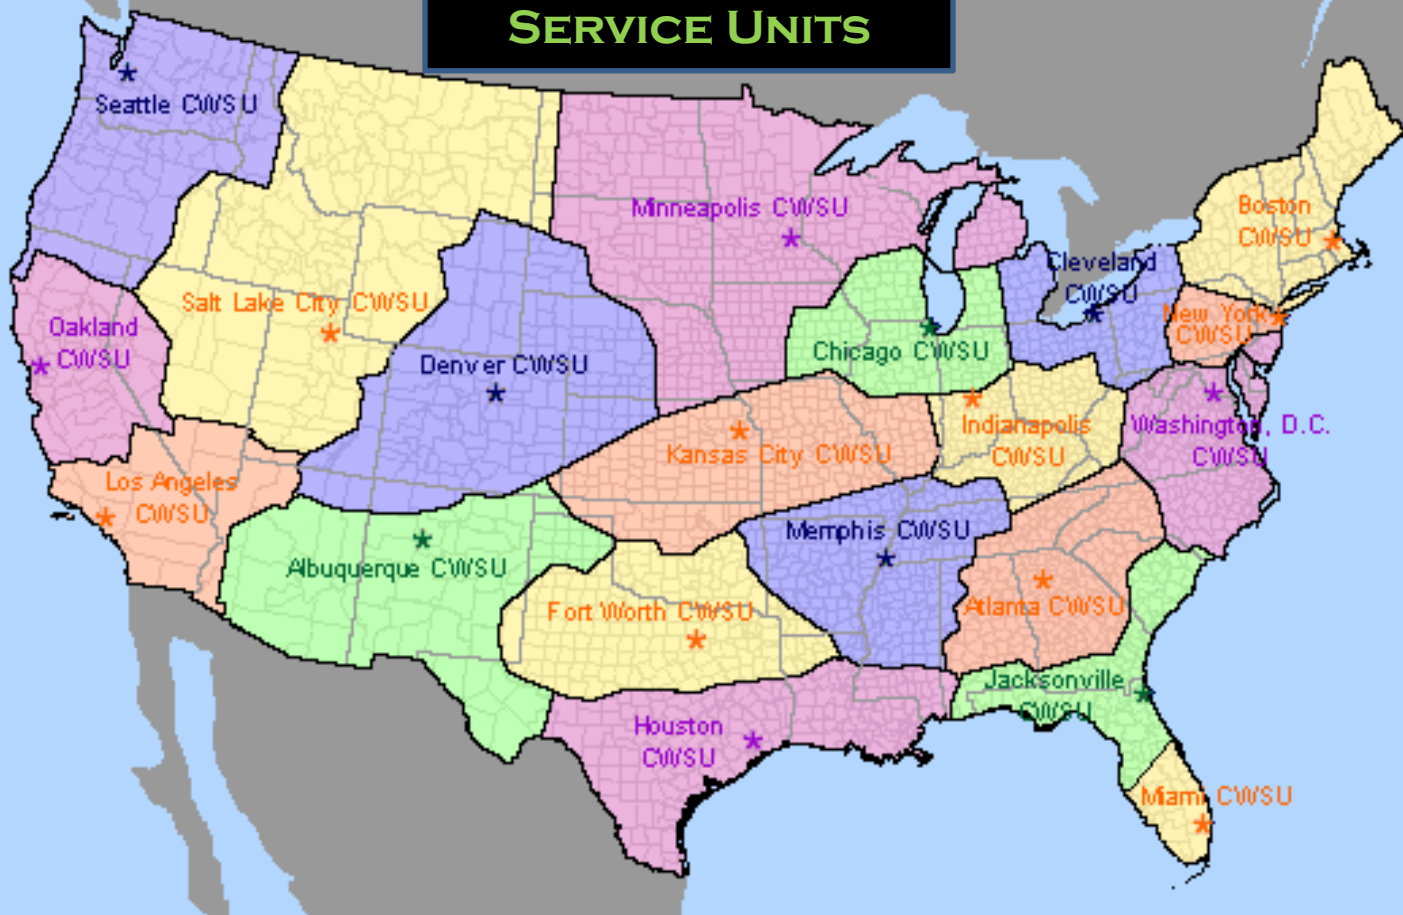 SERVICE UNITS
Seattle CWSU
Minneapolis CWSU
Boston
CWSU
Cleveland
CWSU
Salt Lake City CWSU
New York
CWSU
Oakland
CWSU
Chicago CWSU
Denver CWSU
Indianapolis
CWSU
Washington, D.C.
CWSU
Kansas City CWSU
Los Angeles
CWSU
Memphis CWSU
Albuquerque CWSU
Fort Worth CWSU
Atlanta CWSU
Jacksonville
CWSU
Houston
CWSU
Miami CWSU